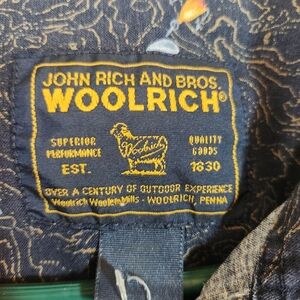 JOHN RICH AND BROS.
WOOLRICH®
SUPERIOR PERFORMANCE
Woolrich
QUALITY GOODS
EST. 1830
OVER A CENTURY OF OUTDOOR EXPERIENCE
Woolrich Woolen Mills - WOOLRICH, PENNA